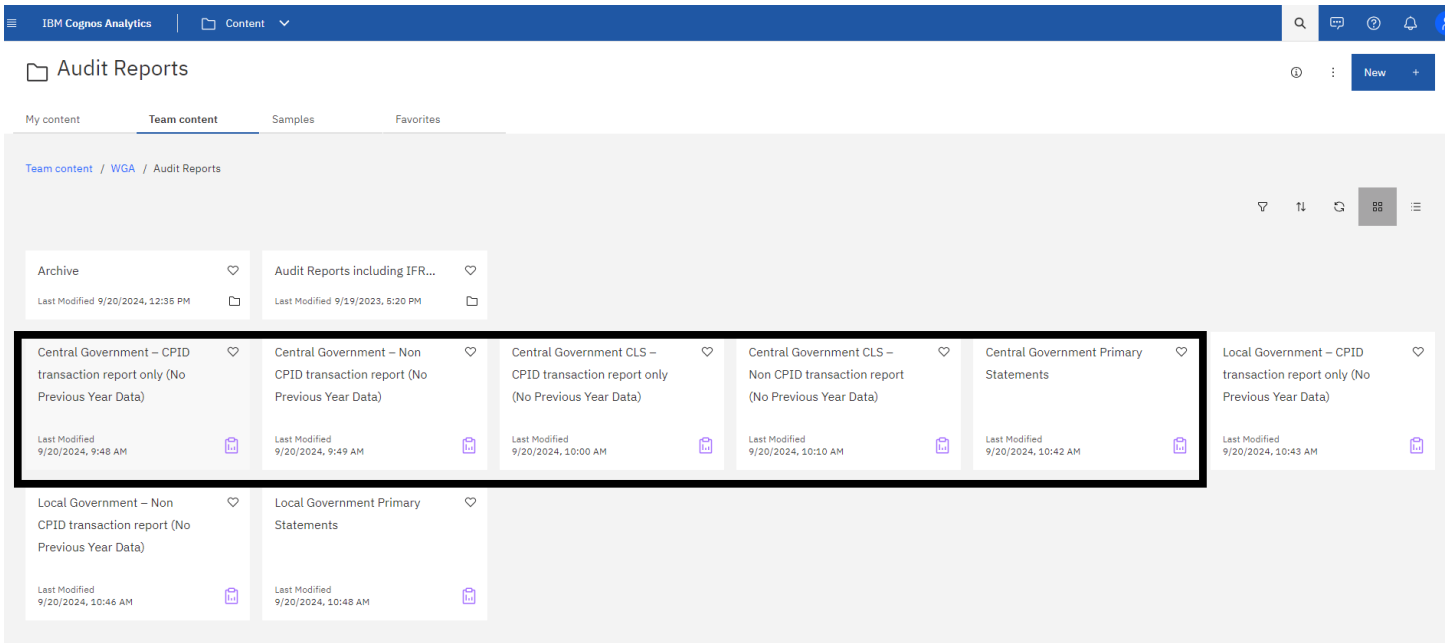 IBM Cognos Analytics
Content
Audit Reports
New +
My content
Team content
Samples
Favorites
Team content / WGA / Audit Reports
Archive
Last Modified 9/20/2024, 12:35 PM
Audit Reports including IFR...
Last Modified 9/19/2023, 5:20 PM
Central Government – CPID
transaction report only (No
Previous Year Data)
Last Modified
9/20/2024, 9:48 AM
Central Government – Non
CPID transaction report (No
Previous Year Data)
Last Modified
9/20/2024, 9:49 AM
Central Government CLS –
CPID transaction report only
(No Previous Year Data)
Last Modified
9/20/2024, 10:00 AM
Central Government CLS –
Non CPID transaction report
(No Previous Year Data)
Last Modified
9/20/2024, 10:10 AM
Central Government Primary
Statements
Last Modified
9/20/2024, 10:42 AM
Local Government – CPID
transaction report only (No
Previous Year Data)
Last Modified
9/20/2024, 10:43 AM
Local Government – Non
CPID transaction report (No
Previous Year Data)
Last Modified
9/20/2024, 10:46 AM
Local Government Primary
Statements
Last Modified
9/20/2024, 10:48 AM